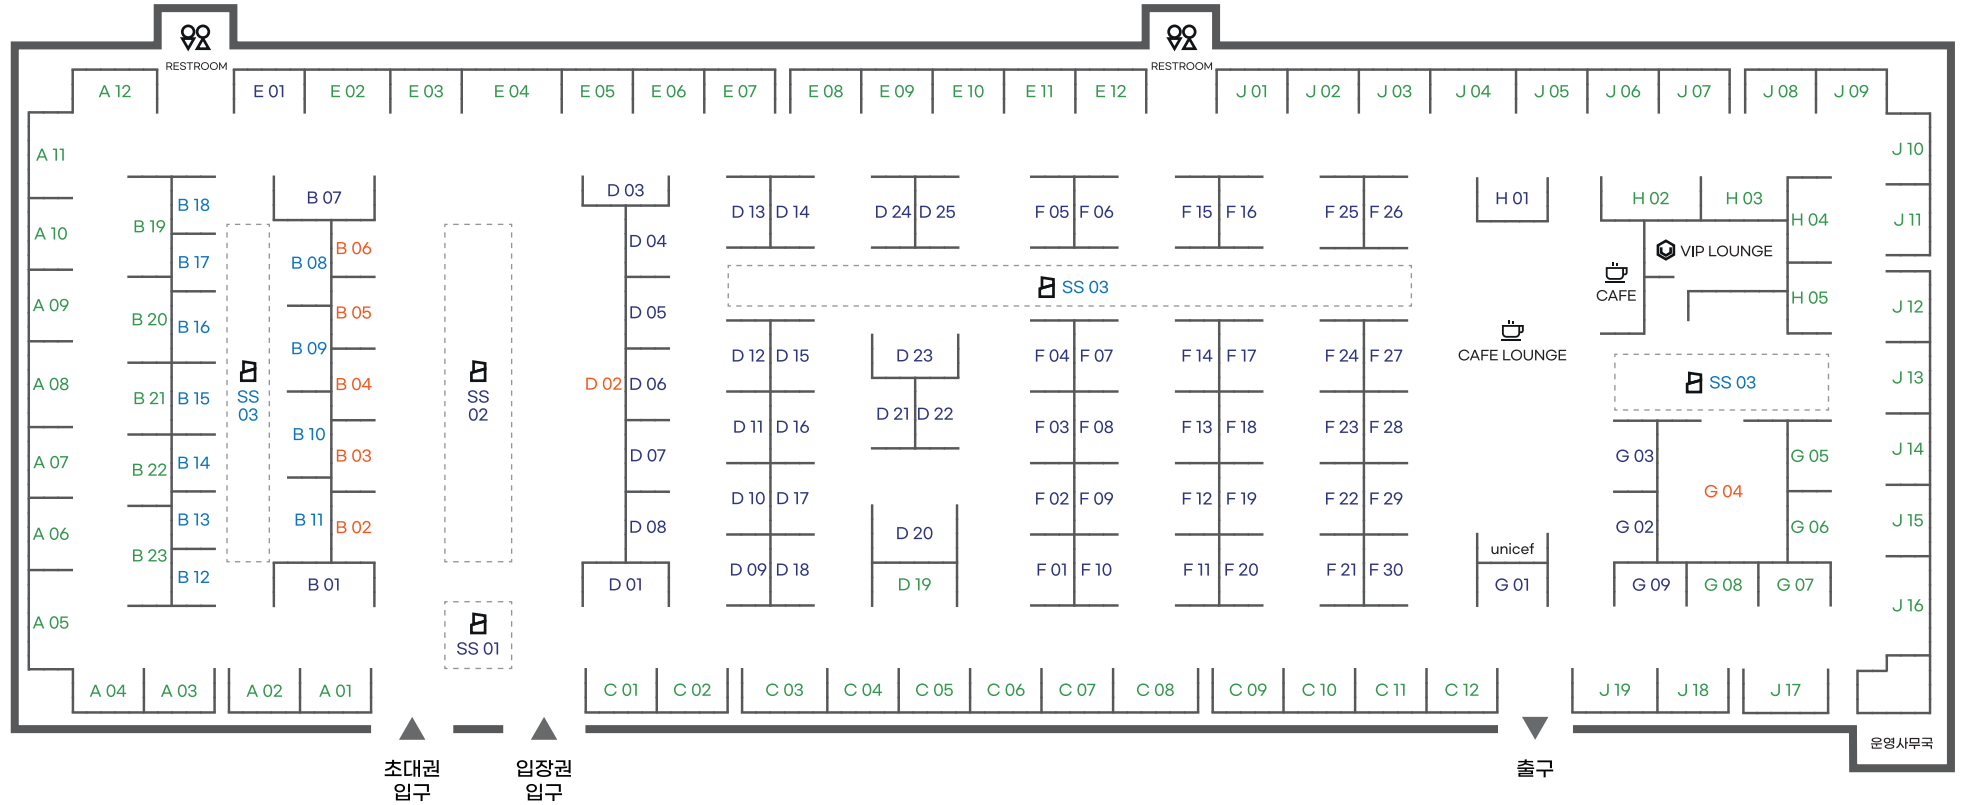 RESTROOM
RESTROOM
A 12
E 01
E 02
E 03
E 04
E 05
E 06
E 07
E 08
E 09
E 10
E 11
E 12
J 01
J 02
J 03
J 04
J 05
J 06
J 07
J 08
J 09
A 11
A 10
A 09
A 08
A 07
A 06
A 05
B 19
B 20
B 21
B 22
B 23
B 18
B 17
B 16
B 15
B 14
B 13
B 12
SS
03
B 07
B 08
B 09
B 10
B 11
B 06
B 05
B 04
B 03
B 02
B 01
SS
02
SS 01
D 03
D 04
D 05
D 02
D 06
D 07
D 08
D 01
D 13
D 14
D 24
D 25
F 05
F 06
F 15
F 16
F 25
F 26
SS 03
D 12
D 15
D 11
D 16
D 10
D 17
D 09
D 18
D 23
D 21
D 22
D 20
D 19
F 04
F 07
F 03
F 08
F 02
F 09
F 01
F 10
F 14
F 17
F 13
F 18
F 12
F 19
F 11
F 20
F 24
F 27
F 23
F 28
F 22
F 29
F 21
F 30
H 01
CAFE LOUNGE
unicef
G 01
H 02
H 03
H 04
VIP LOUNGE
CAFE
H 05
SS 03
G 03
G 02
G 04
G 05
G 06
G 09
G 08
G 07
J 10
J 11
J 12
J 13
J 14
J 15
J 16
A 04
A 03
A 02
A 01
C 01
C 02
C 03
C 04
C 05
C 06
C 07
C 08
C 09
C 10
C 11
C 12
J 19
J 18
J 17
운영사무국
초대권
입구
입장권
입구
출구